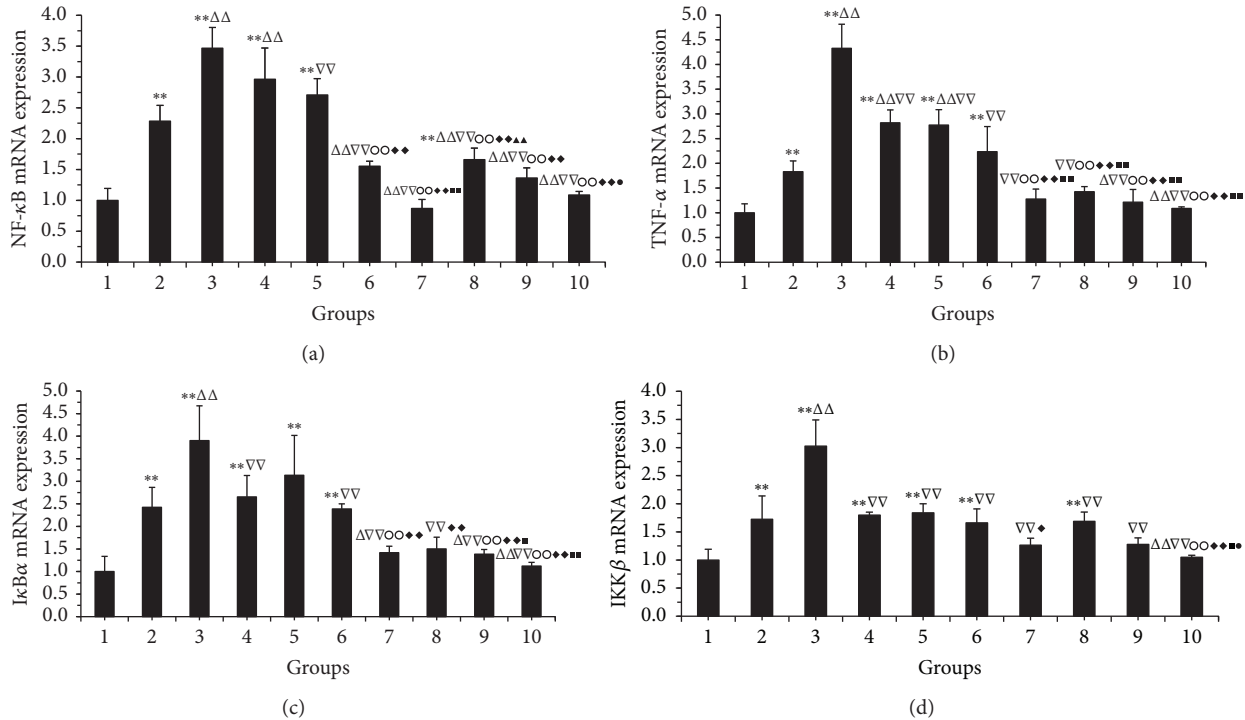 NF-κB mRNA expression
4.0
3.5
3.0
2.5
2.0
1.5
1.0
0.5
0.0
**
**ΔΔ
**ΔΔ
**∇∇
ΔΔ∇∇○○◆◆
ΔΔ∇∇○○◆◆■■
**ΔΔ∇∇○○◆◆▲▲
ΔΔ∇∇○○◆◆
ΔΔ∇∇○○◆◆●
1 2 3 4 5 6 7 8 9 10
Groups
(a)
TNF-α mRNA expression
5.0
4.5
4.0
3.5
3.0
2.5
2.0
1.5
1.0
0.5
0.0
**
**ΔΔ
**ΔΔ∇∇
**ΔΔ∇∇
**∇∇
∇∇○○◆◆■■
∇∇○○◆◆■■
Δ∇∇○○◆◆■■
ΔΔ∇∇○○◆◆■■
1 2 3 4 5 6 7 8 9 10
Groups
(b)
IκBα mRNA expression
5.0
4.5
4.0
3.5
3.0
2.5
2.0
1.5
1.0
0.5
0.0
**
**ΔΔ
**∇∇
**
**∇∇
Δ∇∇○○◆◆
∇∇◆◆
Δ∇∇○○◆◆■
ΔΔ∇∇○○◆◆■■
1 2 3 4 5 6 7 8 9 10
Groups
(c)
IKKβ mRNA expression
4.0
3.5
3.0
2.5
2.0
1.5
1.0
0.5
0.0
**
**ΔΔ
**∇∇
**∇∇
**∇∇
∇∇◆
**∇∇
∇∇
ΔΔ∇∇○○◆◆■●
1 2 3 4 5 6 7 8 9 10
Groups
(d)